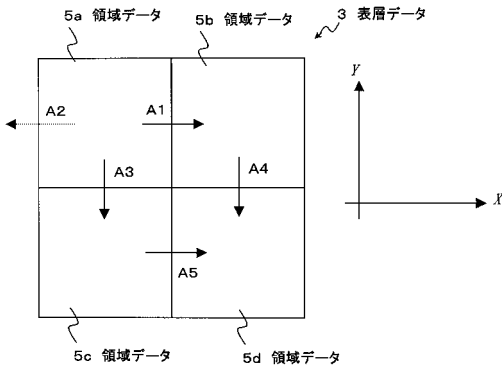 5a 領域データ
5b 領域データ
3 表層データ
Y
A2
A1
A3
A4
X
A5
5c 領域データ
5d 領域データ